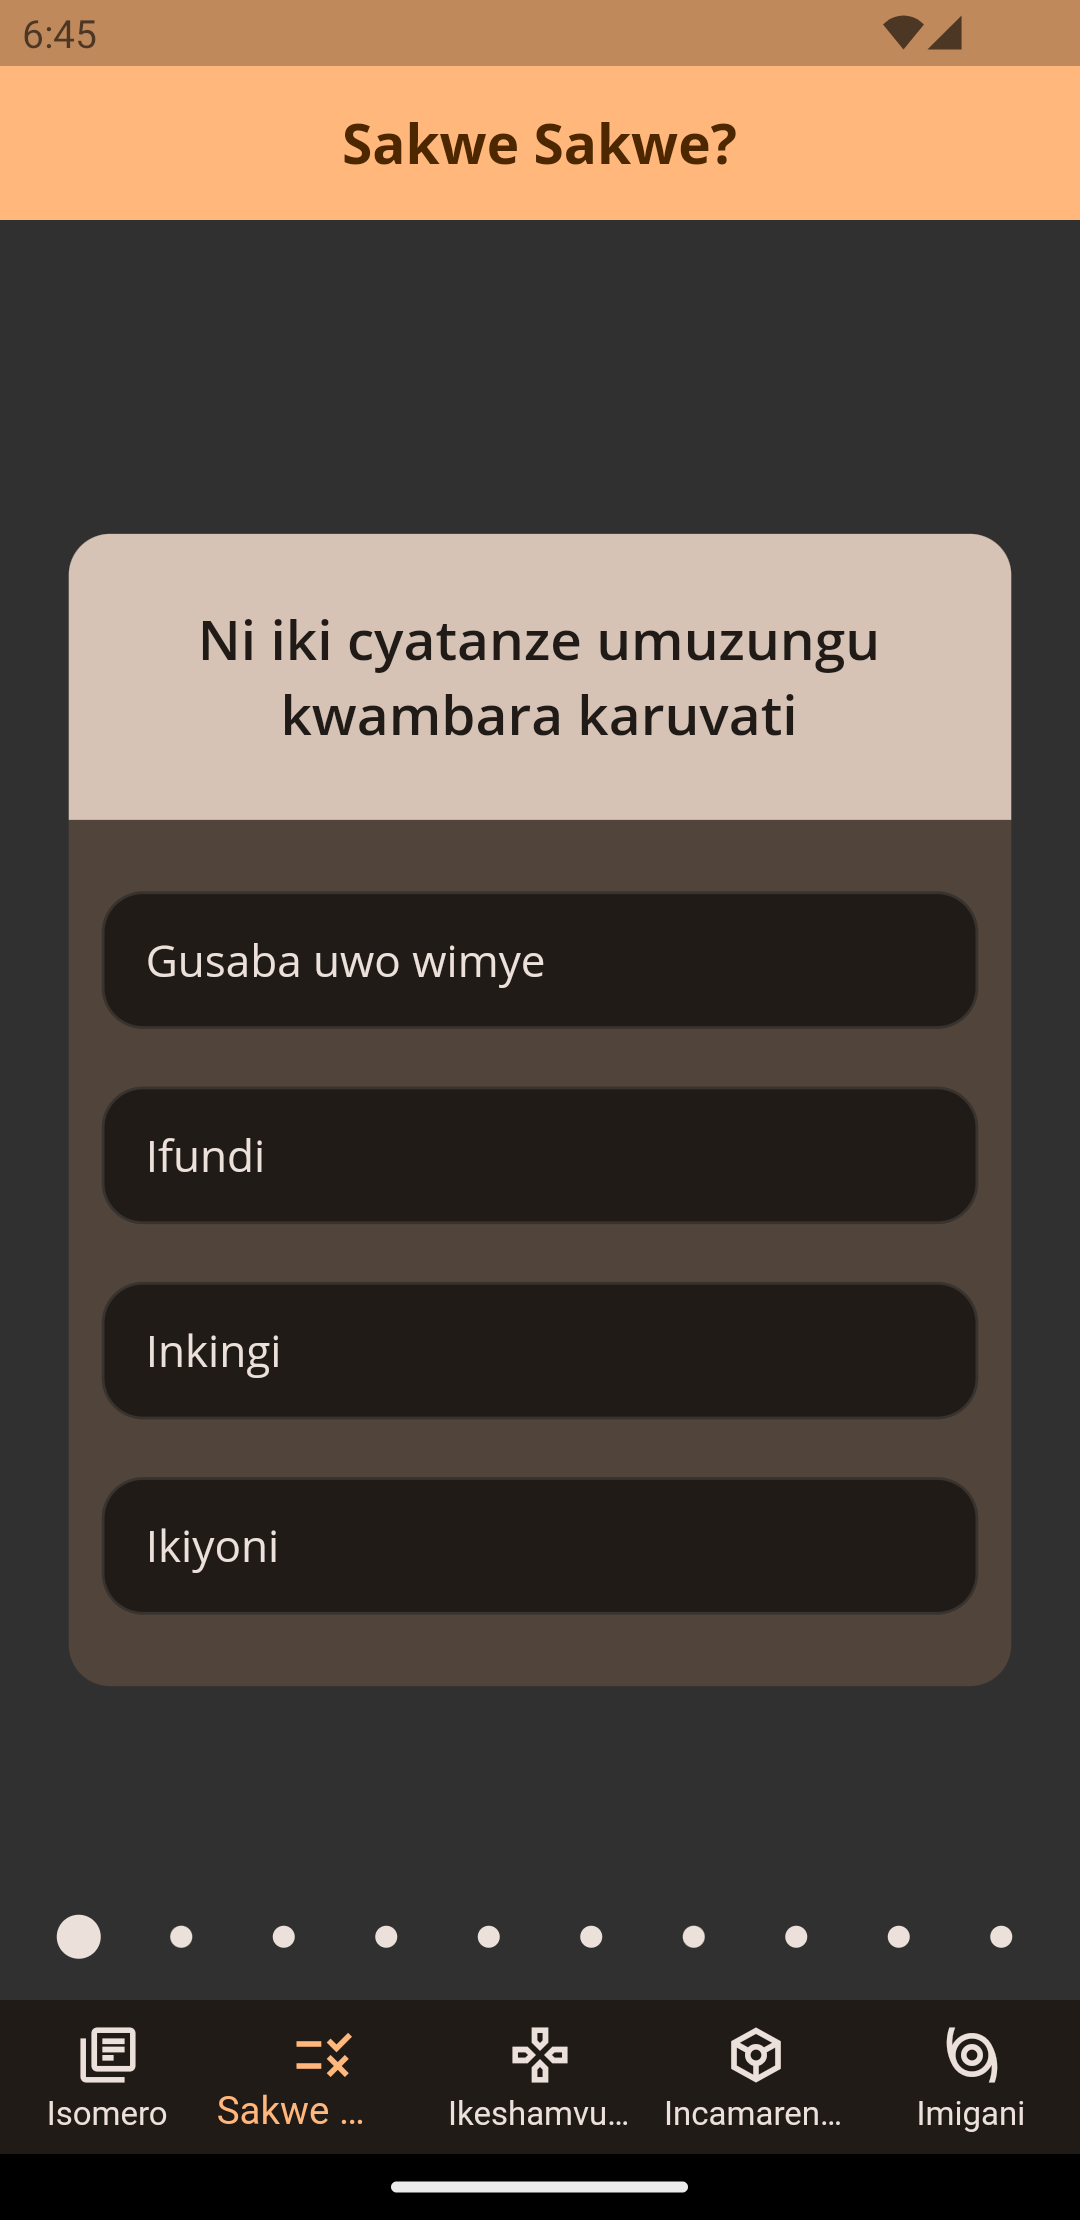 6:45
Sakwe Sakwe?
Ni iki cyatanze umuzungu
kwambara karuvati
Gusaba uwo wimye
Ifundi
Inkingi
Ikiyoni
Isomero
Sakwe ...
Ikeshamvu...
Incamaren...
Imigani